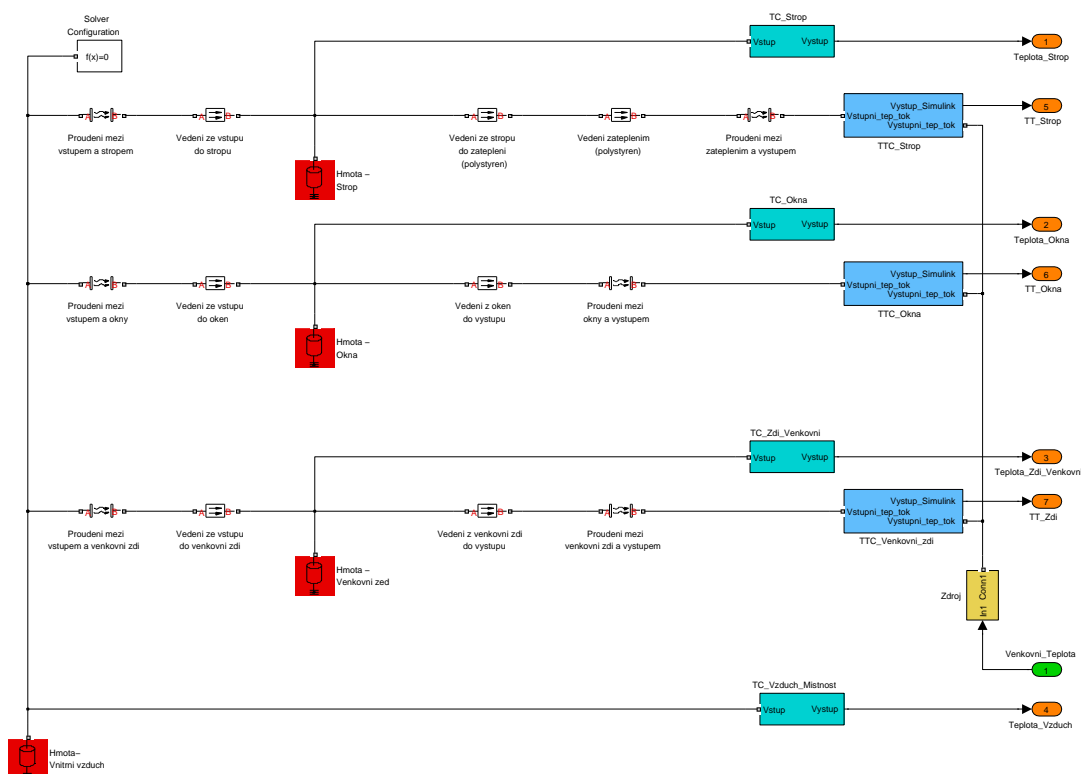 Solver
Configuration
f(x)=0
TC_Strop
Vstup Vystup
1
Teplota_Strop
A B
Proudeni mezi
vstupem a stropem
A B
Vedeni ze vstupu
do stropu
A B
Vedeni ze stropu
do zatepleni
(polystyren)
A B
Vedeni zateplenim
(polystyren)
A B
Proudeni mezi
zateplenim a vystupem
Vystup_Simulink
Vstupni_tep_tok
Vystupni_tep_tok
TTC_Strop
5
TT_Strop
Hmota –
Strop
TC_Okna
Vstup Vystup
2
Teplota_Okna
A B
Proudeni mezi
vstupem a okny
A B
Vedeni ze vstupu
do oken
A B
Vedeni z oken
do vystupu
A B
Proudeni mezi
okny a vystupem
Vystup_Simulink
Vstupni_tep_tok
Vystupni_tep_tok
TTC_Okna
6
TT_Okna
Hmota –
Okna
TC_Zdi_Venkovni
Vstup Vystup
3
Teplota_Zdi_Venkovni
A B
Proudeni mezi
vstupem a venkovni zdi
A B
Vedeni ze vstupu
do venkovni zdi
A B
Vedeni z venkovni zdi
do vystupu
A B
Proudeni mezi
venkovni zdi a vystupem
Vystup_Simulink
Vstupni_tep_tok
Vystupni_tep_tok
TTC_Venkovni_zdi
7
TT_Zdi
Hmota –
Venkovni zed
Zdroj
In1 Conn1
Venkovni_Teplota
1
TC_Vzduch_Mistnost
Vstup Vystup
4
Teplota_Vzduch
Hmota–
Vnitrni vzduch